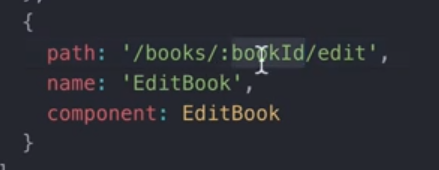 {
path: '/books/:bookId/edit',
name: 'EditBook',
component: EditBook
}